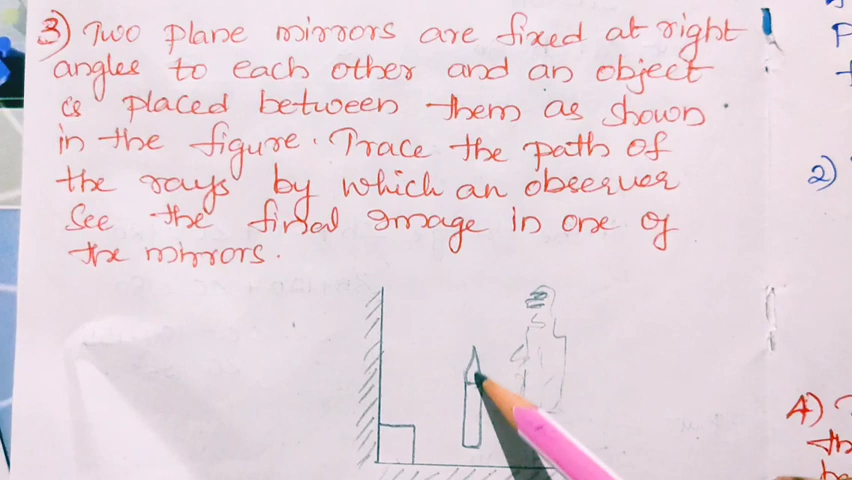 3) Two plane mirrors are fixed at right
angles to each other and an object
is placed between them as shown
in the figure. Trace the path of
the rays by which an observer
See the final Image in one of
the mirrors.
2)
4)